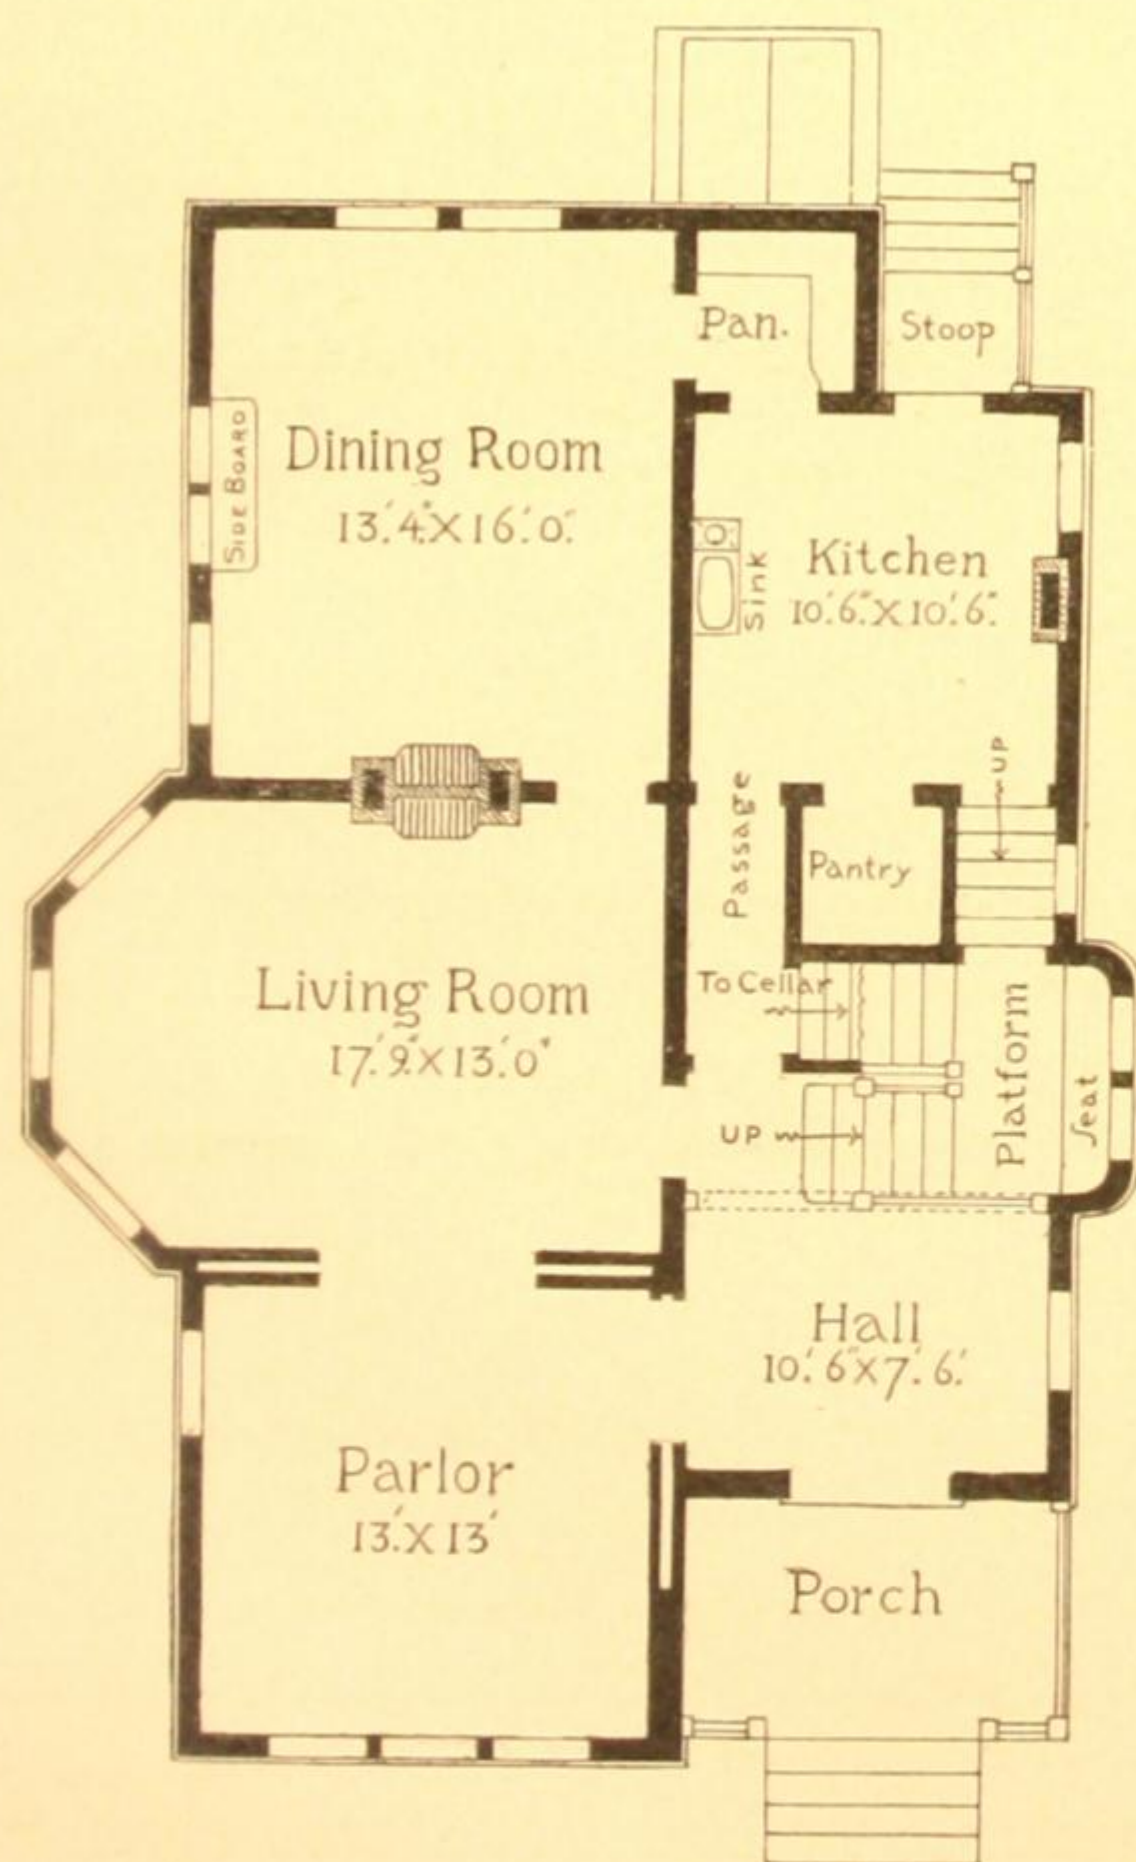 Pan.
Stoop
SIDE BOARD
Dining Room
13'.4".X16'.0".
Sink
Kitchen
10'.6".X10'.6".
UP
Passage
Pantry
Living Room
17'.9".X13'.0"
To Cellar
Platform
Seat
UP
Hall
10'.6"X7'.6'.
Parlor
13'.X13'
Porch